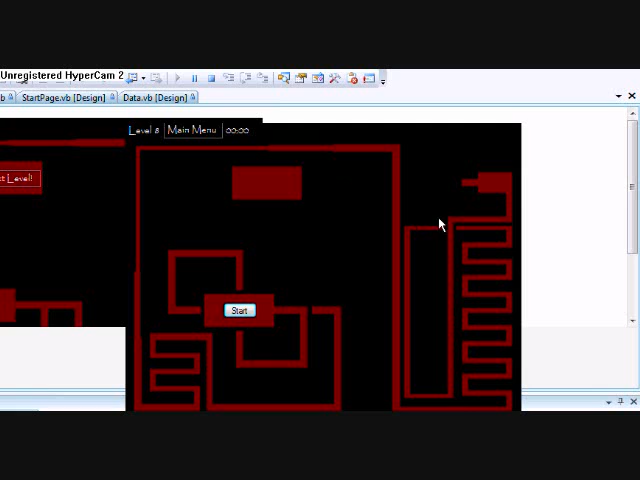 Unregistered HyperCam 2
b StartPage.vb [Design] Data.vb [Design]
Level 8 Main Menu 00:00
t Level!
Start